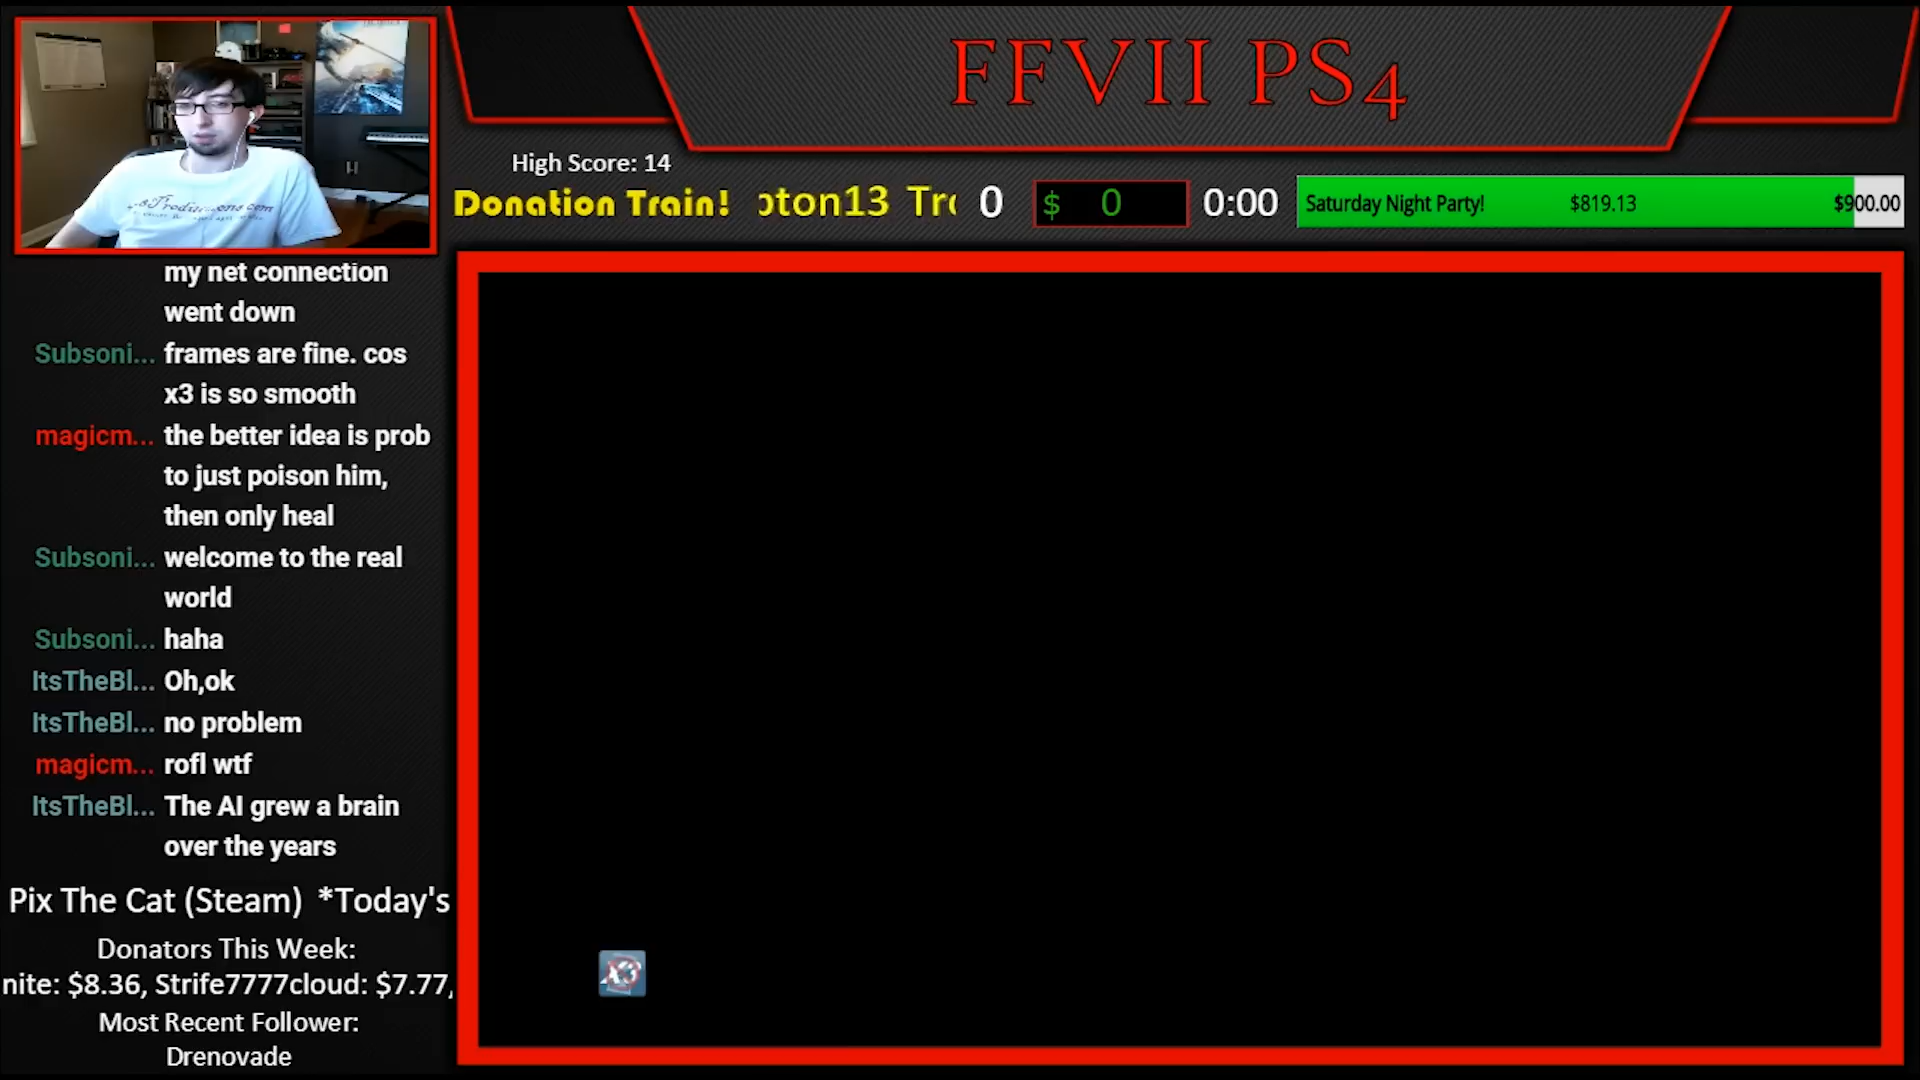 FFVII PS4
High Score: 14
Donation Train!
oton13 Tro
0
$ 0
0:00
Saturday Night Party! $819.13 $900.00
my net connection
went down
Subsoni... frames are fine. cos
x3 is so smooth
magicm... the better idea is prob
to just poison him,
then only heal
Subsoni... welcome to the real
world
Subsoni... haha
ItsTheBl... Oh,ok
ItsTheBl... no problem
magicm... rofl wtf
ItsTheBl... The AI grew a brain
over the years
Pix The Cat (Steam) *Today's
Donators This Week:
nite: $8.36, Strife7777cloud: $7.77,
Most Recent Follower:
Drenovade
x3